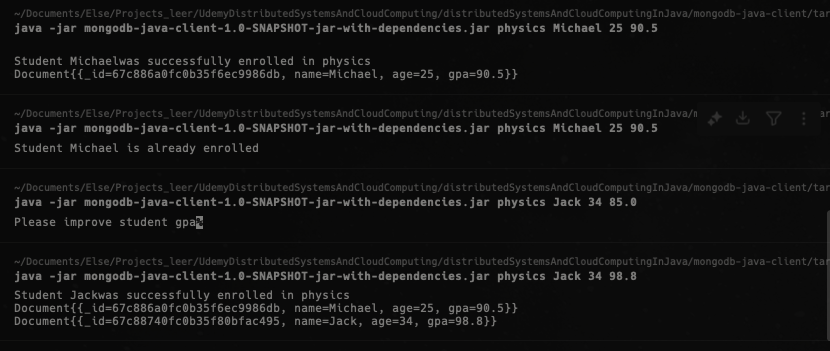 ~/Documents/Else/Projects_leer/UdemyDistributedSystemsAndCloudComputing/distributedSystemsAndCloudComputingInJava/mongodb-java-client/tar
java -jar mongodb-java-client-1.0-SNAPSHOT-jar-with-dependencies.jar physics Michael 25 90.5
Student Michaelwas successfully enrolled in physics
Document{{_id=67c886a0fc0b35f6ec9986db, name=Michael, age=25, gpa=90.5}}
~/Documents/Else/Projects_leer/UdemyDistributedSystemsAndCloudComputing/distributedSystemsAndCloudComputingInJava/m
java -jar mongodb-java-client-1.0-SNAPSHOT-jar-with-dependencies.jar physics Michael 25 90.5
Student Michael is already enrolled
~/Documents/Else/Projects_leer/UdemyDistributedSystemsAndCloudComputing/distributedSystemsAndCloudComputingInJava/mongodb-java-client/tar
java -jar mongodb-java-client-1.0-SNAPSHOT-jar-with-dependencies.jar physics Jack 34 85.0
Please improve student gpa%
~/Documents/Else/Projects_leer/UdemyDistributedSystemsAndCloudComputing/distributedSystemsAndCloudComputingInJava/mongodb-java-client/tar
java -jar mongodb-java-client-1.0-SNAPSHOT-jar-with-dependencies.jar physics Jack 34 98.8
Student Jackwas successfully enrolled in physics
Document{{_id=67c886a0fc0b35f6ec9986db, name=Michael, age=25, gpa=90.5}}
Document{{_id=67c88740fc0b35f80bfac495, name=Jack, age=34, gpa=98.8}}